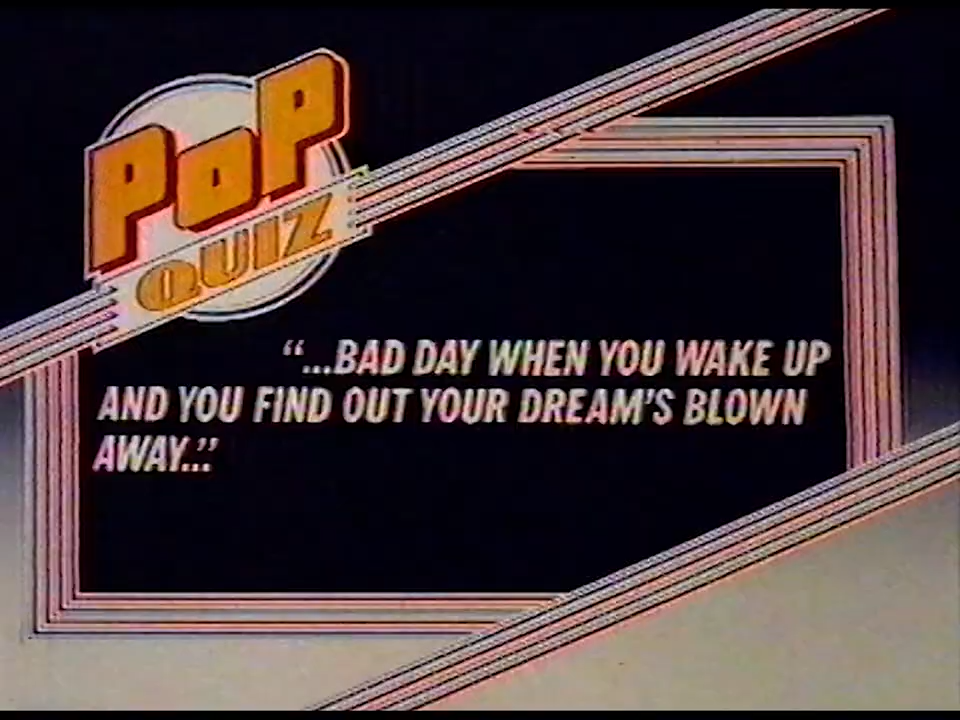 PoP
QUIZ
“...BAD DAY WHEN YOU WAKE UP
AND YOU FIND OUT YOUR DREAM'S BLOWN
AWAY...”